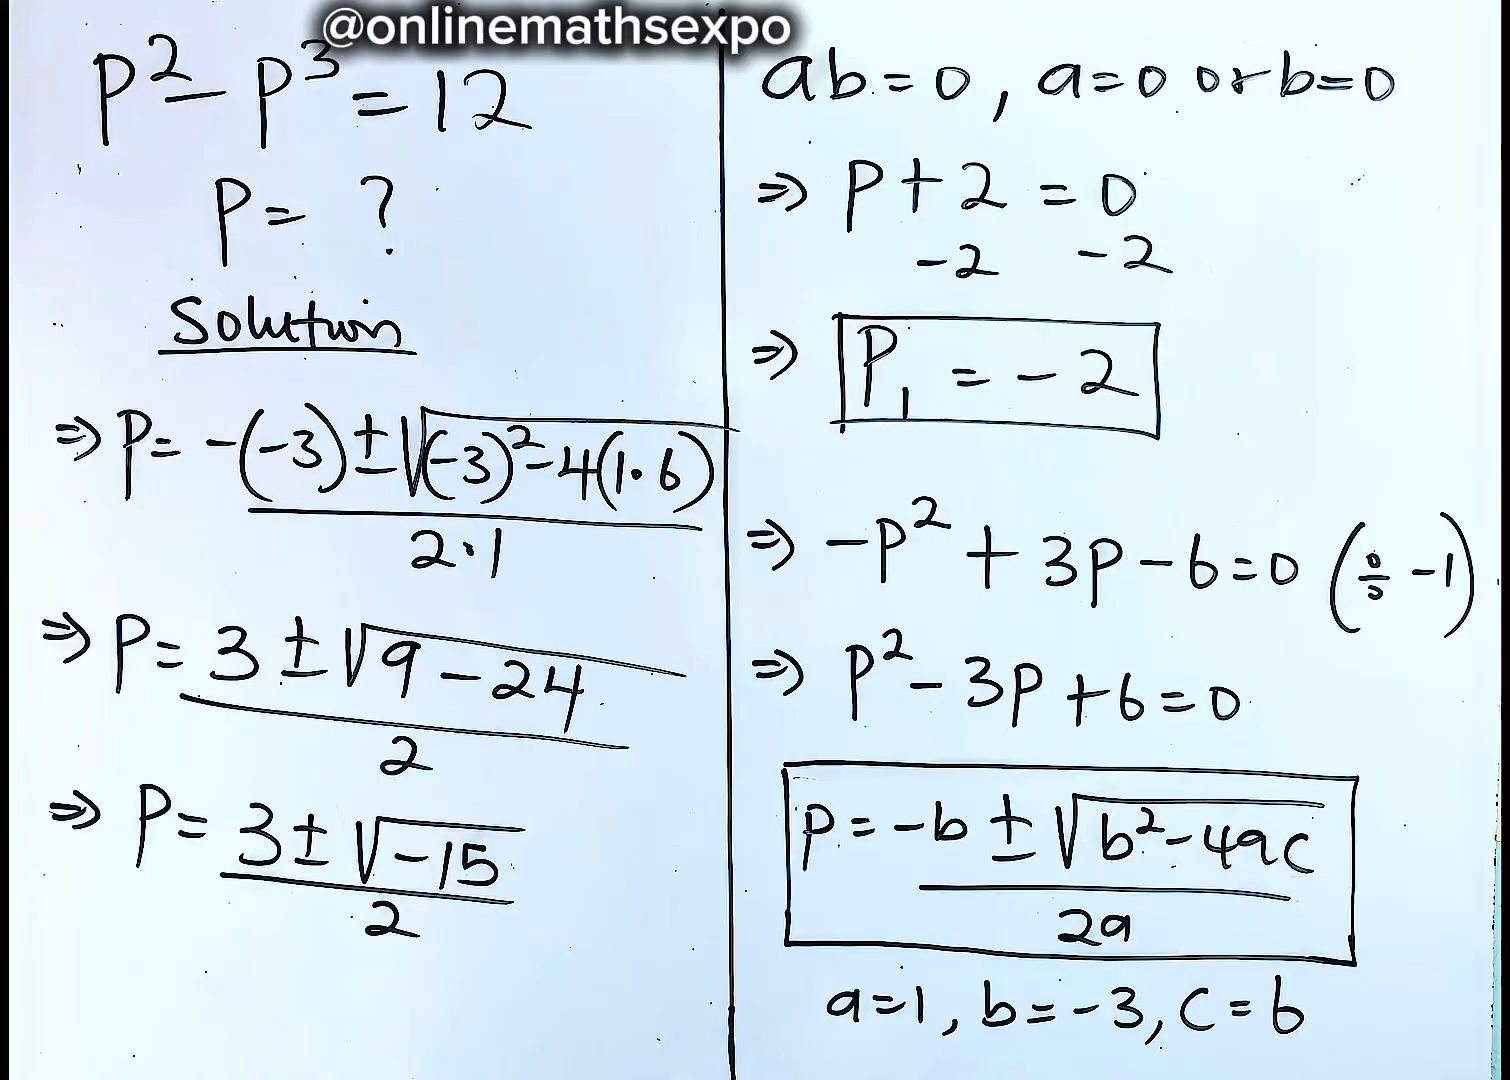 @onlinemathsexpo
p² - p³ = 12
P = ?
Solution
⇒ P = -(-3) ± √(-3)² - 4(1·6)
2·1
⇒ P = 3 ± √9 - 24
2
⇒ P = 3 ± √-15
2
ab = 0, a = 0 or b = 0
⇒ P + 2 = 0
-2 -2
⇒ P₁ = -2
⇒ -p² + 3p - 6 = 0 (÷ -1)
⇒ p² - 3p + 6 = 0
p = -b ± √b² - 4ac
2a
a = 1, b = -3, c = 6